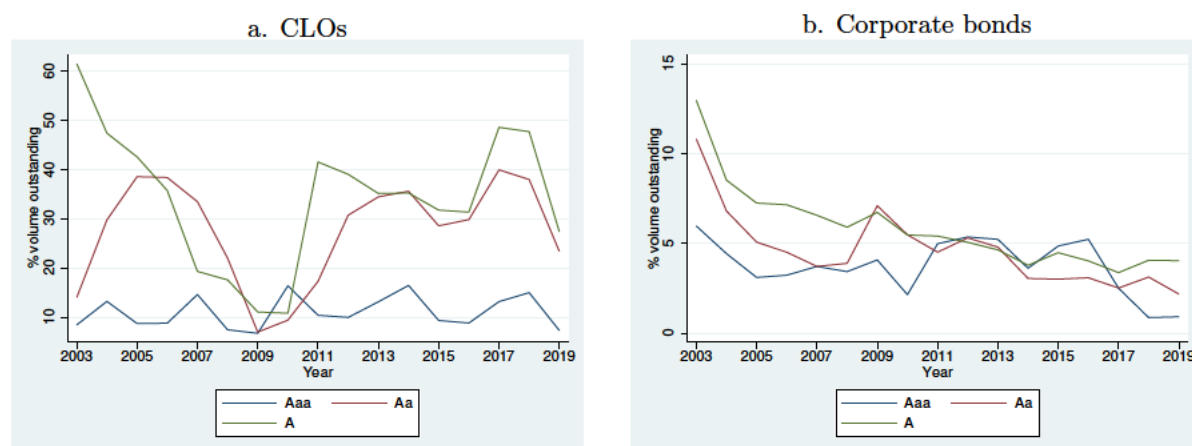 a. CLOs
% volume outstanding
60
50
40
30
20
10
2003 2005 2007 2009 2011 2013 2015 2017 2019
Year
Aaa Aa
A
b. Corporate bonds
% volume outstanding
15
10
5
0
2003 2005 2007 2009 2011 2013 2015 2017 2019
Year
Aaa Aa
A